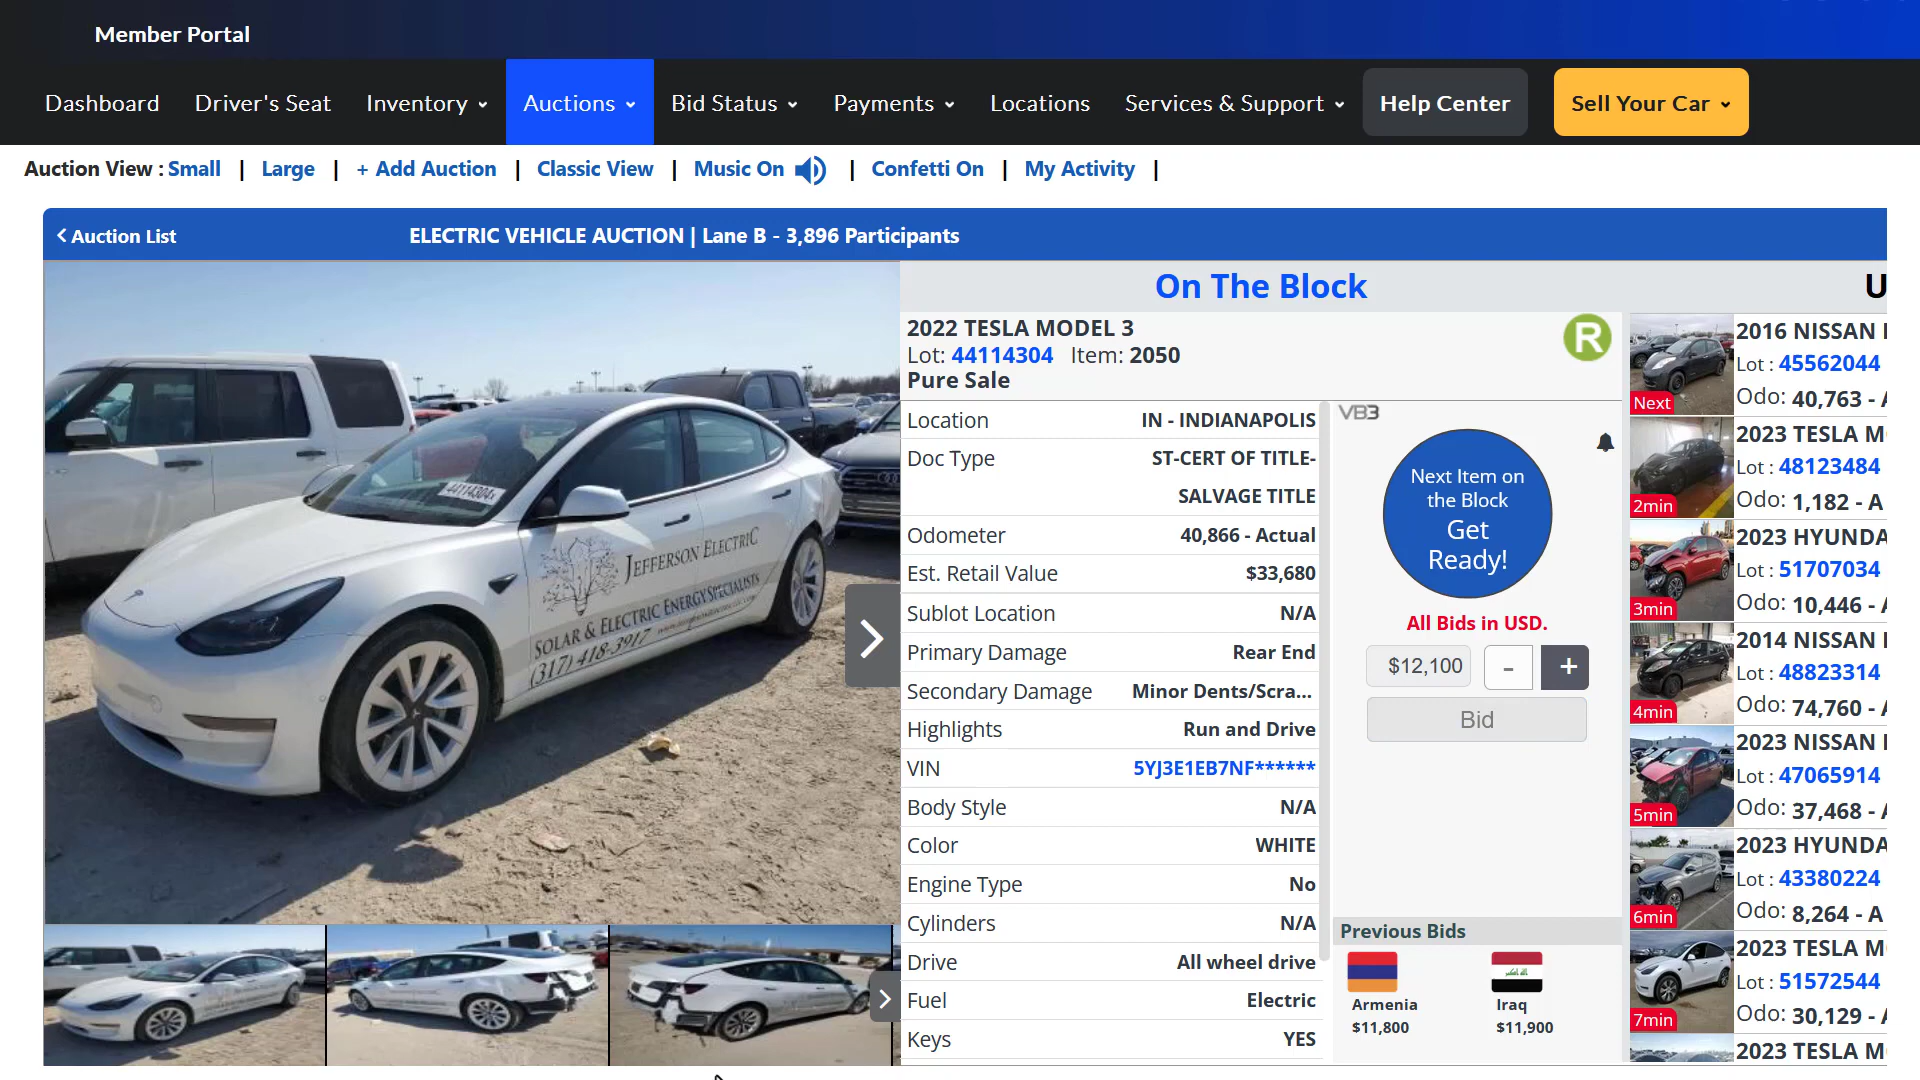 Member Portal
Dashboard
Driver's Seat
Inventory
Auctions
Bid Status
Payments
Locations
Services & Support
Help Center
Sell Your Car
Auction View : Small | Large | + Add Auction | Classic View | Music On | Confetti On | My Activity |
Auction List
ELECTRIC VEHICLE AUCTION | Lane B - 3,896 Participants
44114304
JEFFERSON ELECTRIC
SOLAR & ELECTRIC ENERGY SPECIALISTS
(317) 418-3917
On The Block
2022 TESLA MODEL 3
Lot: 44114304 Item: 2050
Pure Sale
R
Location IN - INDIANAPOLIS
Doc Type ST-CERT OF TITLE-
SALVAGE TITLE
Odometer 40,866 - Actual
Est. Retail Value $33,680
Sublot Location N/A
Primary Damage Rear End
Secondary Damage Minor Dents/Scra...
Highlights Run and Drive
VIN 5YJ3E1EB7NF******
Body Style N/A
Color WHITE
Engine Type No
Cylinders N/A
Drive All wheel drive
Fuel Electric
Keys YES
VB3
Next Item on
the Block
Get
Ready!
All Bids in USD.
$12,100 - +
Bid
Previous Bids
Armenia
$11,800
Iraq
$11,900
U
2016 NISSAN
Lot : 45562044
Odo: 40,763 - A
Next
2023 TESLA M
Lot : 48123484
Odo: 1,182 - A
2min
2023 HYUNDA
Lot : 51707034
Odo: 10,446 - A
3min
2014 NISSAN
Lot : 48823314
Odo: 74,760 - A
4min
2023 NISSAN
Lot : 47065914
Odo: 37,468 - A
5min
2023 HYUNDA
Lot : 43380224
Odo: 8,264 - A
6min
2023 TESLA M
Lot : 51572544
Odo: 30,129 - A
7min
2023 TESLA M